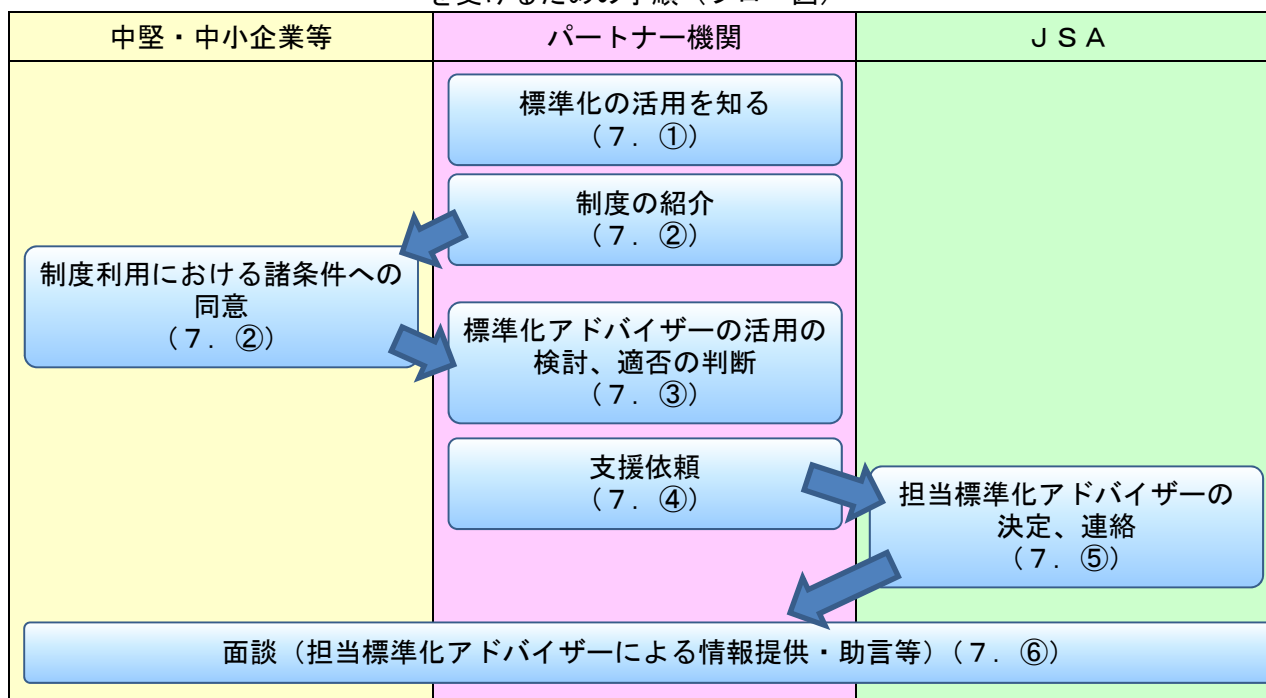 を受けるための手順（フロー図）
中堅・中小企業等
パートナー機関
ＪＳＡ
標準化の活用を知る
（７．①）
制度の紹介
（７．②）
制度利用における諸条件への
同意
（７．②）
標準化アドバイザーの活用の
検討、適否の判断
（７．③）
支援依頼
（７．④）
担当標準化アドバイザーの
決定、連絡
（７．⑤）
面談（担当標準化アドバイザーによる情報提供・助言等）（７．⑥）